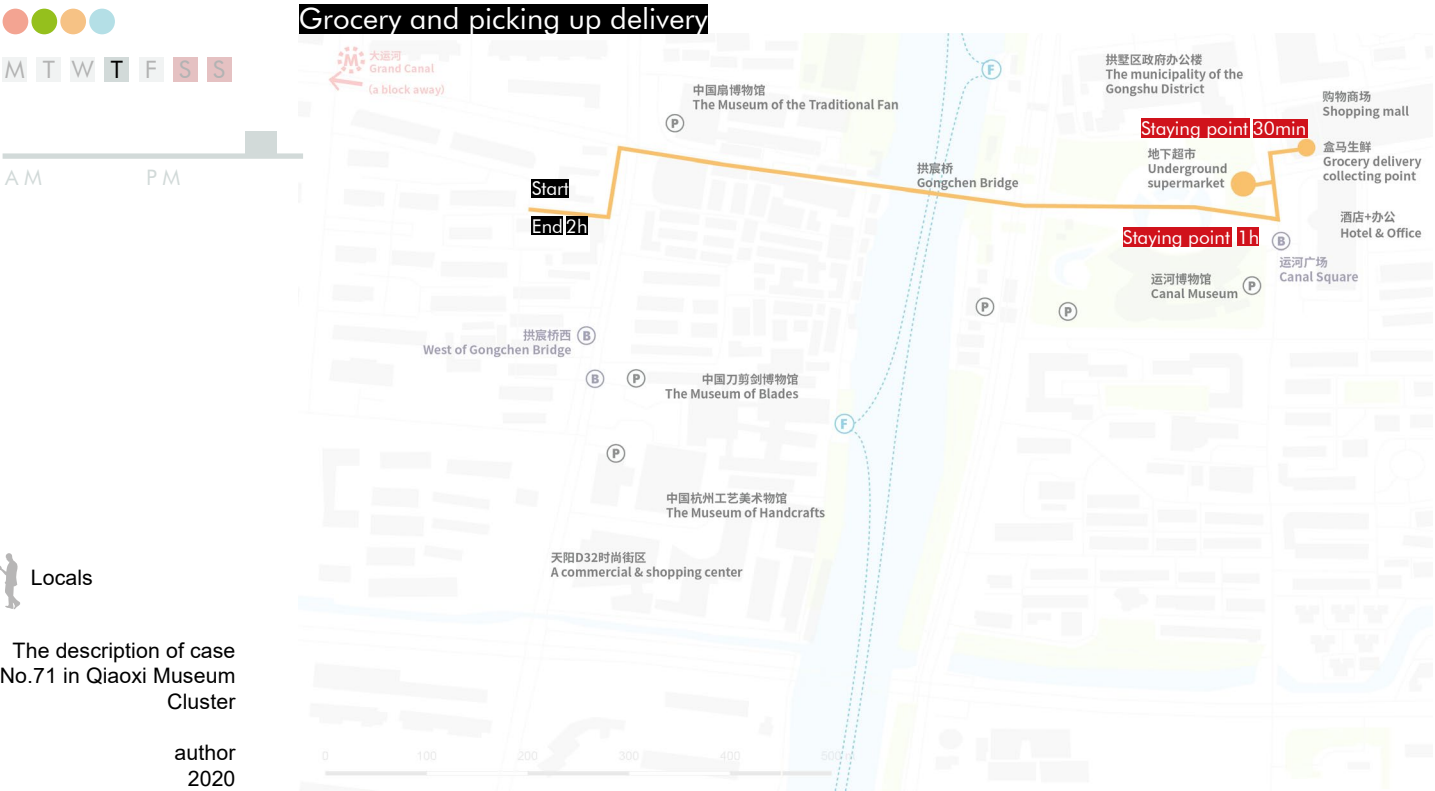 Grocery and picking up delivery
M T W T F S S
AM PM
大运河
Grand Canal
(a block away)
M
中国扇博物馆
The Museum of the Traditional Fan
P
F
拱墅区政府办公楼
The municipality of the
Gongshu District
购物商场
Shopping mall
Staying point 30min
地下超市
Underground
supermarket
盒马生鲜
Grocery delivery
collecting point
拱宸桥
Gongchen Bridge
Start
End 2h
Staying point 1h
酒店+办公
Hotel & Office
B
运河广场
Canal Square
运河博物馆
Canal Museum
P
P
P
拱宸桥西
West of Gongchen Bridge
B
B
P
中国刀剪剑博物馆
The Museum of Blades
F
P
中国杭州工艺美术物馆
The Museum of Handcrafts
天阳D32时尚街区
A commercial & shopping center
Locals
The description of case
No.71 in Qiaoxi Museum
Cluster
author
2020
0 100 200 300 400 500m